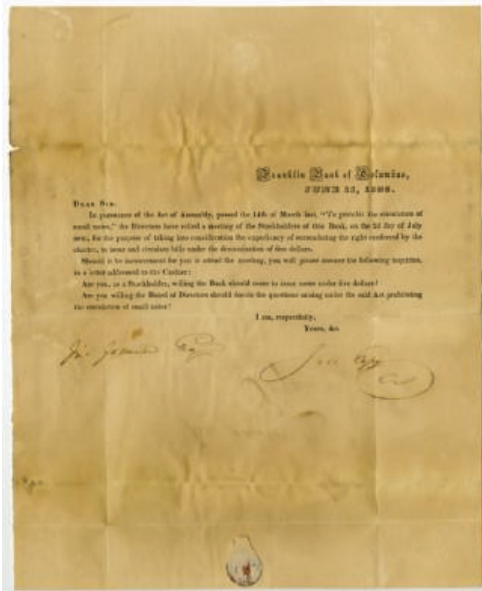 Franklin Bank of Columbus,
JUNE 13, 1836.
DEAR SIR,
In pursuance of the Act of Assembly, passed the 14th of March last, "To prohibit the circulation of
small notes," the Directors have called a meeting of the Stockholders of this Bank, on the 2d day of July
next, for the purpose of taking into consideration the expediency of surrendering the right conferred by the
charter, to issue and circulate bills under the denomination of five dollars.
Should it be inconvenient for you to attend the meeting, you will please answer the following inquiries,
in a letter addressed to the Cashier:
Are you, as a Stockholder, willing the Bank should cease to issue notes under five dollars?
Are you willing the Board of Directors should decide the questions arising under the said Act prohibiting
the circulation of small notes?
I am, respectfully,
Yours, &c.
Esq